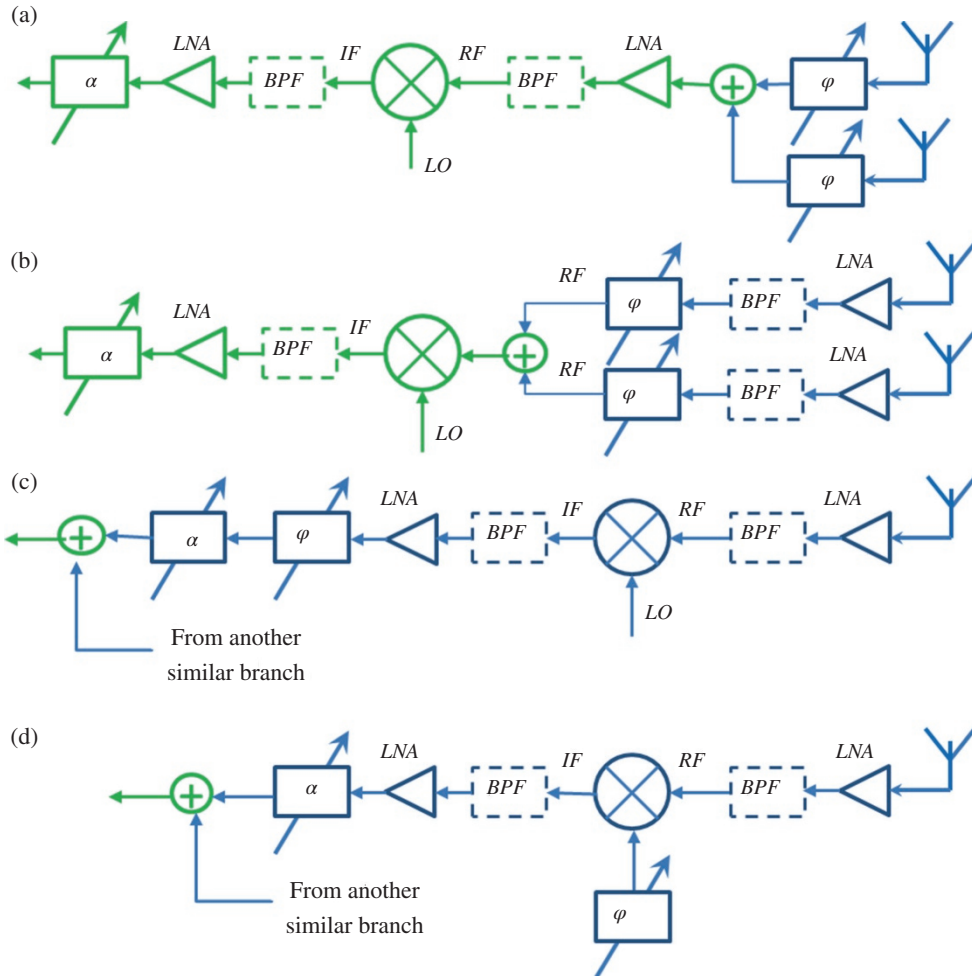 (a)
LNA
IF
RF
LNA
α
BPF
BPF
φ
LO
φ
(b)
RF
LNA
LNA
IF
φ
BPF
α
BPF
RF
LNA
φ
BPF
LO
(c)
LNA
IF
RF
LNA
α
φ
BPF
BPF
LO
From another
similar branch
(d)
LNA
IF
RF
LNA
α
BPF
BPF
From another
similar branch
φ